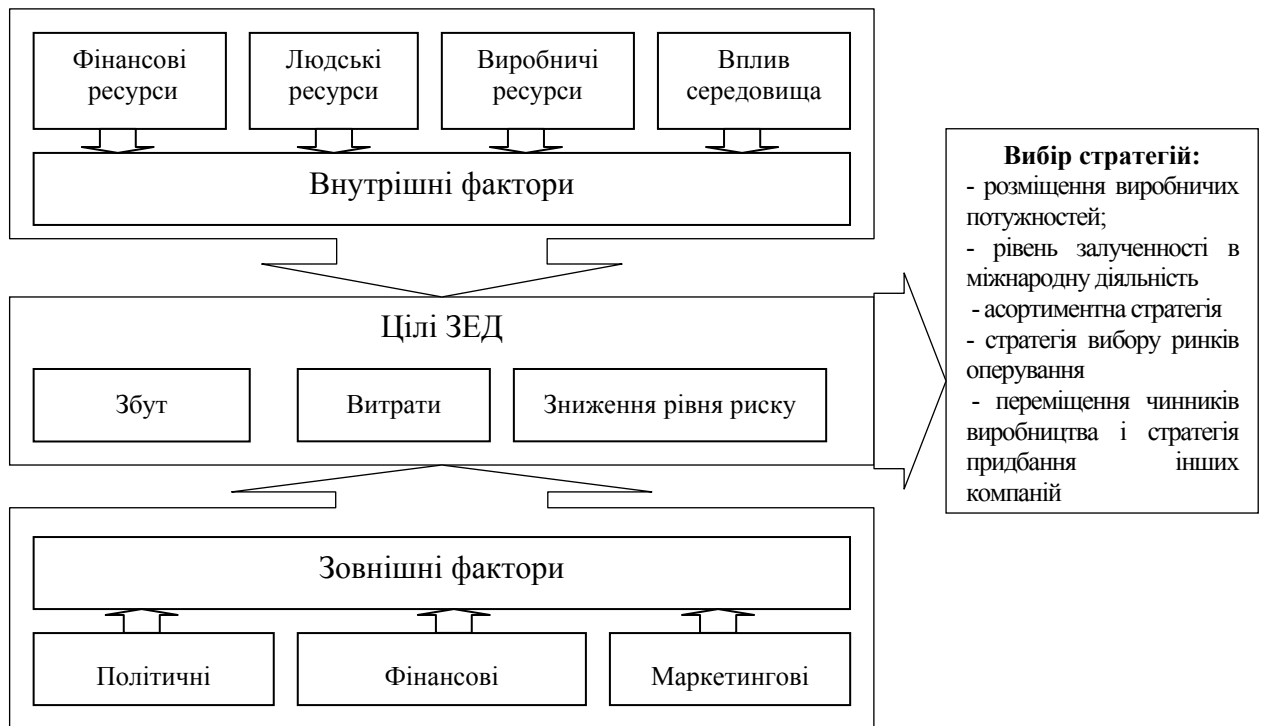 Фінансові
ресурси
Людські
ресурси
Виробничі
ресурси
Вплив
середовища
Внутрішні фактори
Цілі ЗЕД
Збут
Витрати
Зниження рівня риску
Зовнішні фактори
Політичні
Фінансові
Маркетингові
Вибір стратегій:
- розміщення виробничих
потужностей;
- рівень залученності в
міжнародну діяльність
- асортиментна стратегія
- стратегія вибору ринків
оперування
- переміщення чинників
виробництва і стратегія
придбання інших
компаній